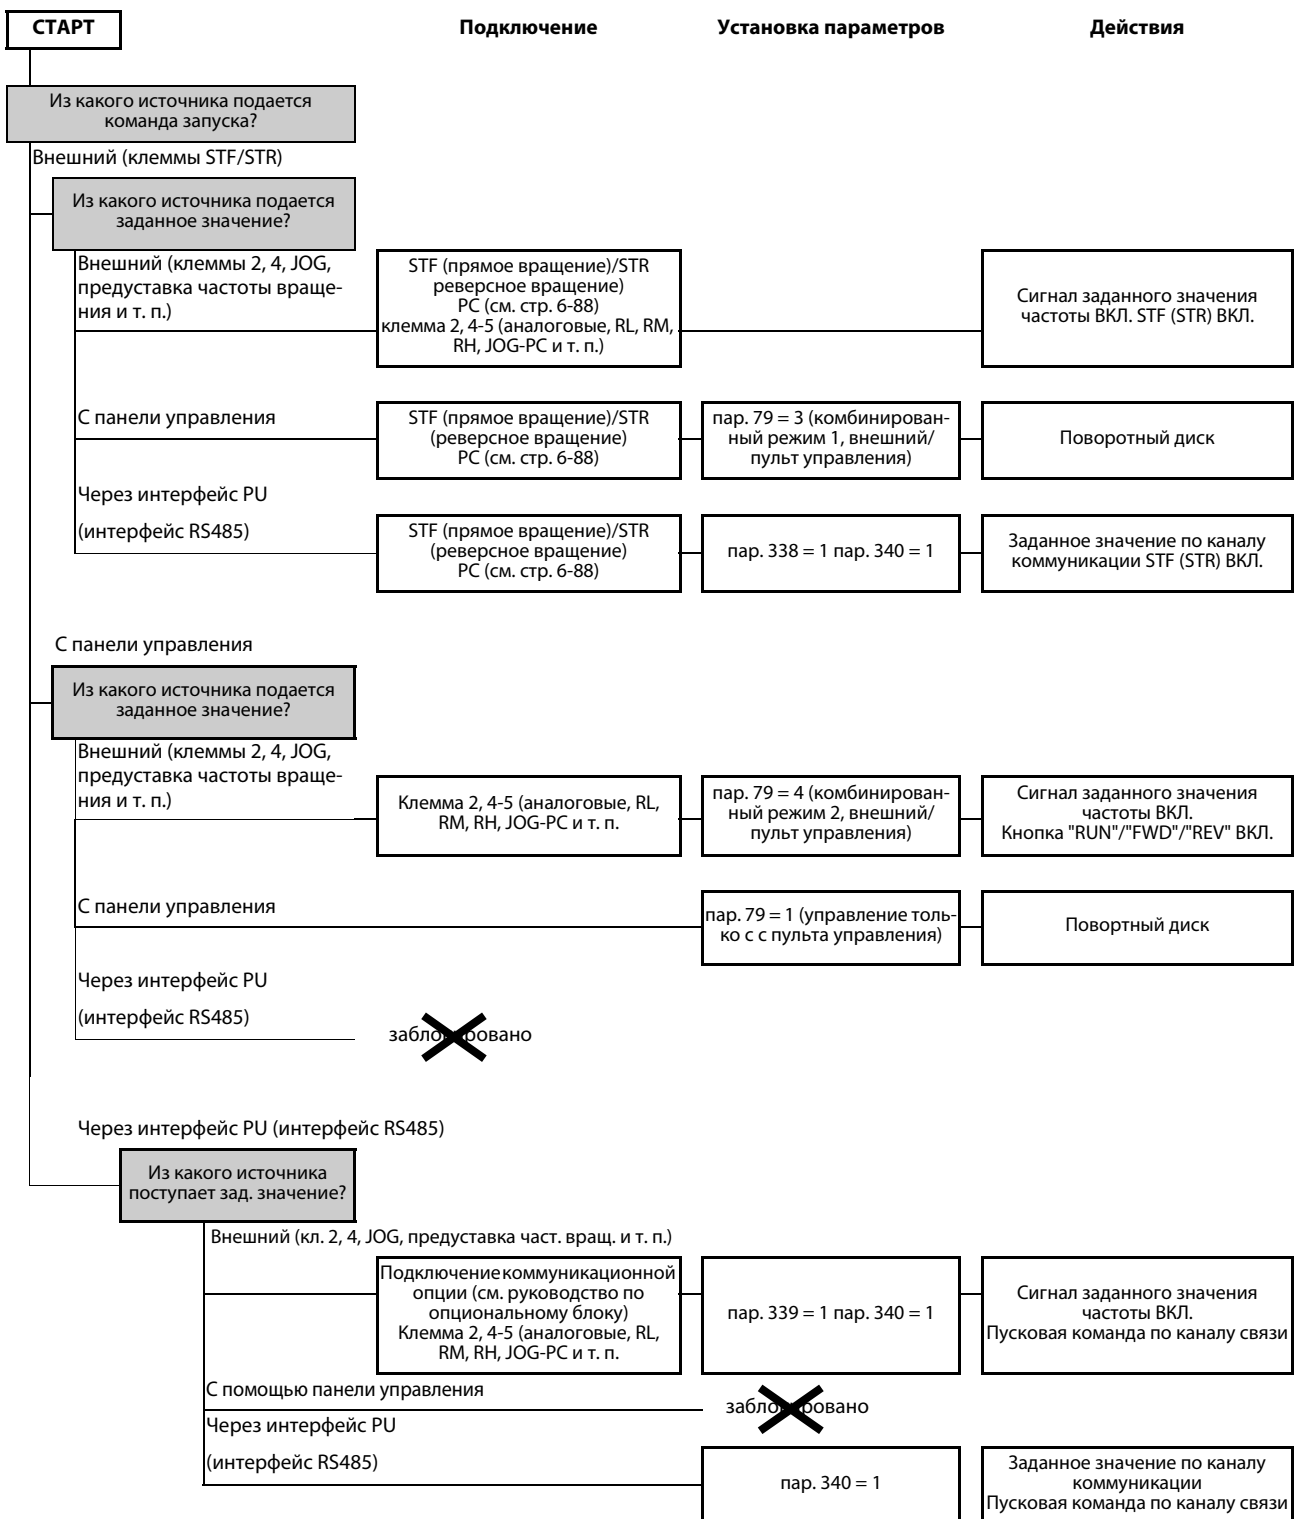 СТАРТ
Подключение
Установка параметров
Действия
Из какого источника подается
команда запуска?
Внешний (клеммы STF/STR)
Из какого источника подается
заданное значение?
Внешний (клеммы 2, 4, JOG,
предуставка частоты враще-
ния и т. п.)
STF (прямое вращение)/STR
реверсное вращение)
PC (см. стр. 6-88)
клемма 2, 4-5 (аналоговые, RL, RM,
RH, JOG-PC и т. п.)
Сигнал заданного значения
частоты ВКЛ. STF (STR) ВКЛ.
С панели управления
STF (прямое вращение)/STR
(реверсное вращение)
PC (см. стр. 6-88)
пар. 79 = 3 (комбинирован-
ный режим 1, внешний/
пульт управления)
Поворотный диск
Через интерфейс PU
(интерфейс RS485)
STF (прямое вращение)/STR
(реверсное вращение)
PC (см. стр. 6-88)
пар. 338 = 1 пар. 340 = 1
Заданное значение по каналу
коммуникации STF (STR) ВКЛ.
С панели управления
Из какого источника подается
заданное значение?
Внешний (клеммы 2, 4, JOG,
предуставка частоты враще-
ния и т. п.)
Клемма 2, 4-5 (аналоговые, RL,
RM, RH, JOG-PC и т. п.
пар. 79 = 4 (комбинирован-
ный режим 2, внешний/
пульт управления)
Сигнал заданного значения
частоты ВКЛ.
Кнопка "RUN"/"FWD"/"REV" ВКЛ.
С панели управления
пар. 79 = 1 (управление толь-
ко с с пульта управления)
Повортный диск
Через интерфейс PU
(интерфейс RS485)
заблокировано
Через интерфейс PU (интерфейс RS485)
Из какого источника
поступает зад. значение?
Внешний (кл. 2, 4, JOG, предуставка част. вращ. и т. п.)
Подключение коммуникационной
опции (см. руководство по
опциональному блоку)
Клемма 2, 4-5 (аналоговые, RL,
RM, RH, JOG-PC и т. п.
пар. 339 = 1 пар. 340 = 1
Сигнал заданного значения
частоты ВКЛ.
Пусковая команда по каналу связи
С помощью панели управления
заблокировано
Через интерфейс PU
(интерфейс RS485)
пар. 340 = 1
Заданное значение по каналу
коммуникации
Пусковая команда по каналу связи